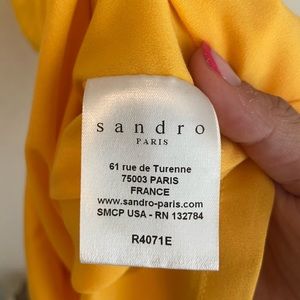 sandro
PARIS
61 rue de Turenne
75003 PARIS
FRANCE
www.sandro-paris.com
SMCP USA - RN 132784
R4071E